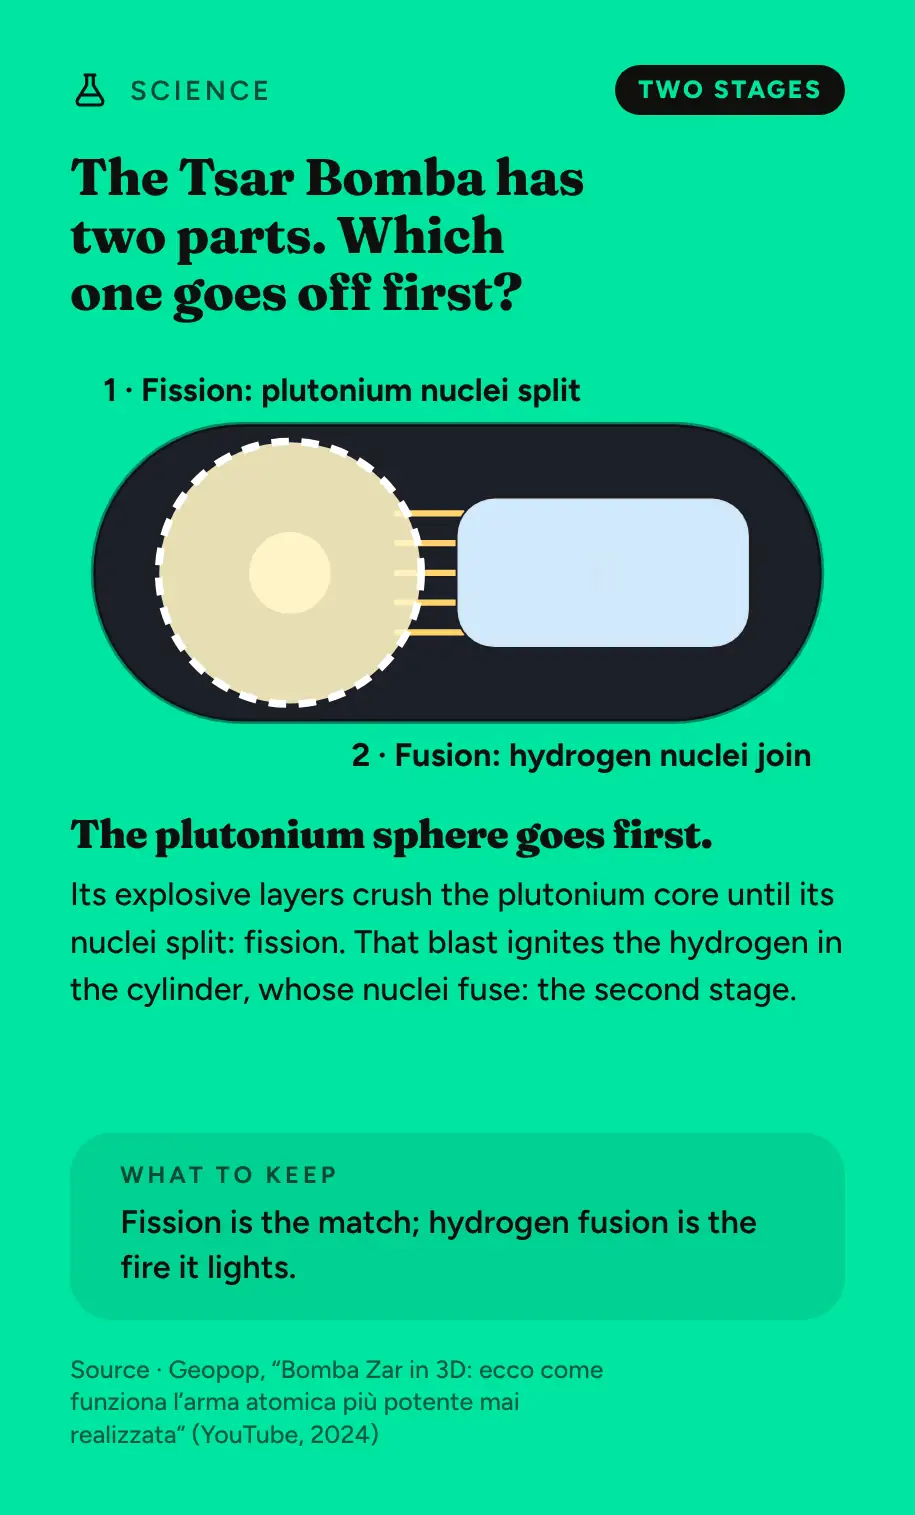 SCIENCE
TWO STAGES
The Tsar Bomba has
two parts. Which
one goes off first?
1 · Fission: plutonium nuclei split
2 · Fusion: hydrogen nuclei join
The plutonium sphere goes first.
Its explosive layers crush the plutonium core until its
nuclei split: fission. That blast ignites the hydrogen in
the cylinder, whose nuclei fuse: the second stage.
WHAT TO KEEP
Fission is the match; hydrogen fusion is the
fire it lights.
Source · Geopop, “Bomba Zar in 3D: ecco come
funziona l’arma atomica più potente mai
realizzata” (YouTube, 2024)